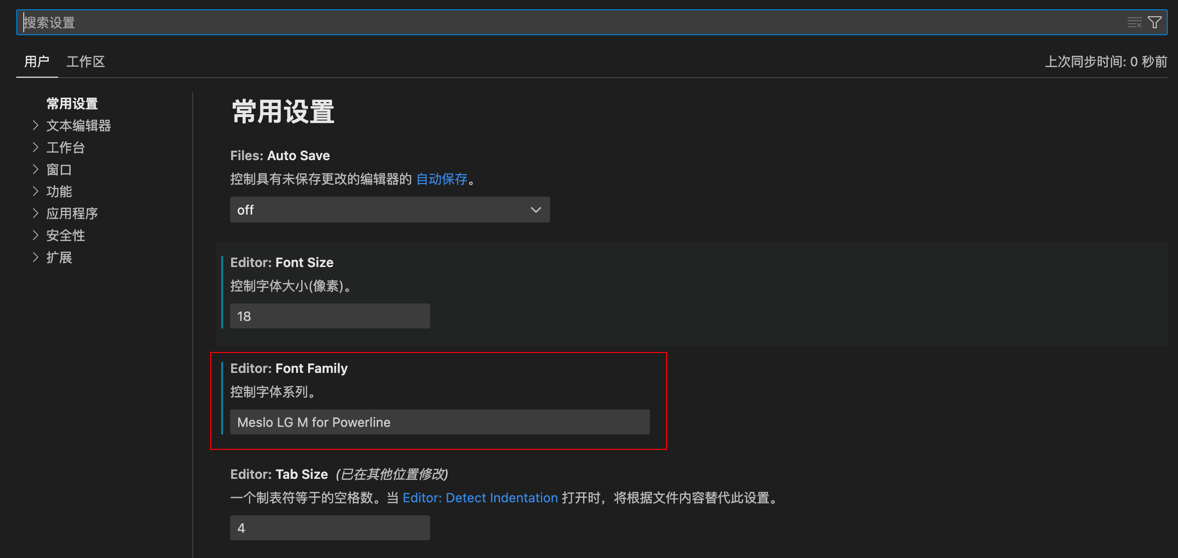 搜索设置
用户 工作区 上次同步时间: 0 秒前
常用设置
文本编辑器
工作台
窗口
功能
应用程序
安全性
扩展
常用设置
Files: Auto Save
控制具有未保存更改的编辑器的 自动保存。
off
Editor: Font Size
控制字体大小(像素)。
18
Editor: Font Family
控制字体系列。
Meslo LG M for Powerline
Editor: Tab Size (已在其他位置修改)
一个制表符等于的空格数。当 Editor: Detect Indentation 打开时，将根据文件内容替代此设置。
4